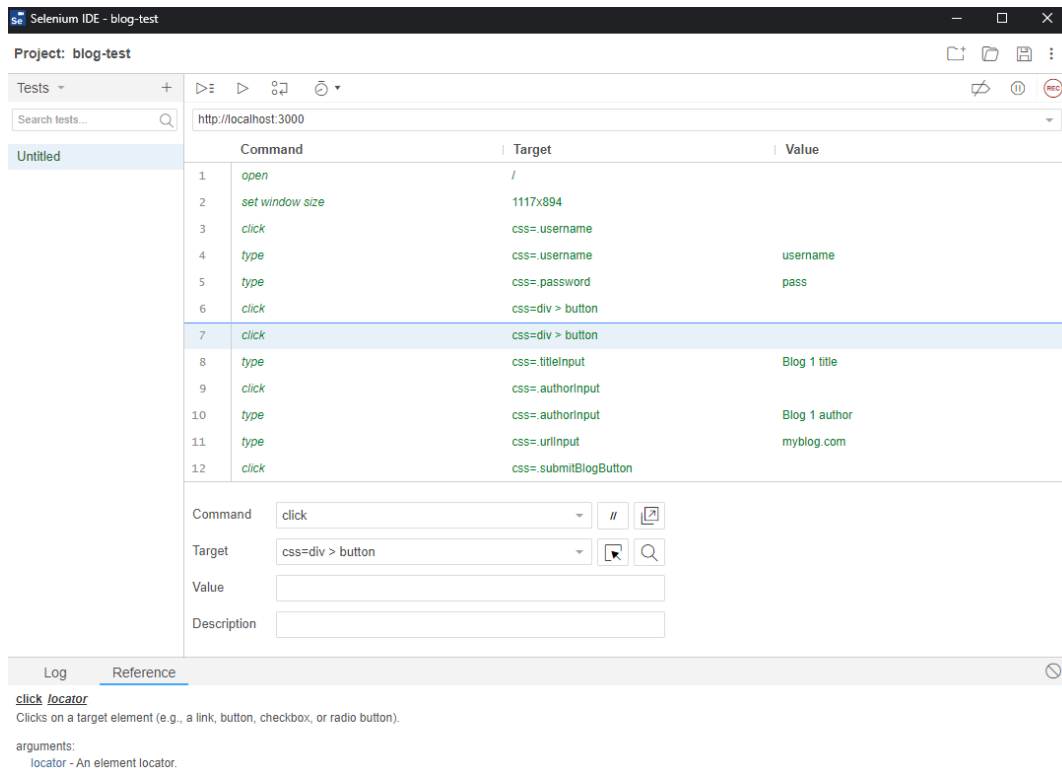 Se Selenium IDE - blog-test
Project: blog-test
Tests
Search tests...
Untitled
REC
http://localhost:3000
Command Target Value
1 open /
2 set window size 1117x894
3 click css=.username
4 type css=.username username
5 type css=.password pass
6 click css=div > button
7 click css=div > button
8 type css=.titleInput Blog 1 title
9 click css=.authorInput
10 type css=.authorInput Blog 1 author
11 type css=.urlInput myblog.com
12 click css=.submitBlogButton
Command click //
Target css=div > button
Value
Description
Log Reference
click locator
Clicks on a target element (e.g., a link, button, checkbox, or radio button).
arguments:
locator - An element locator.